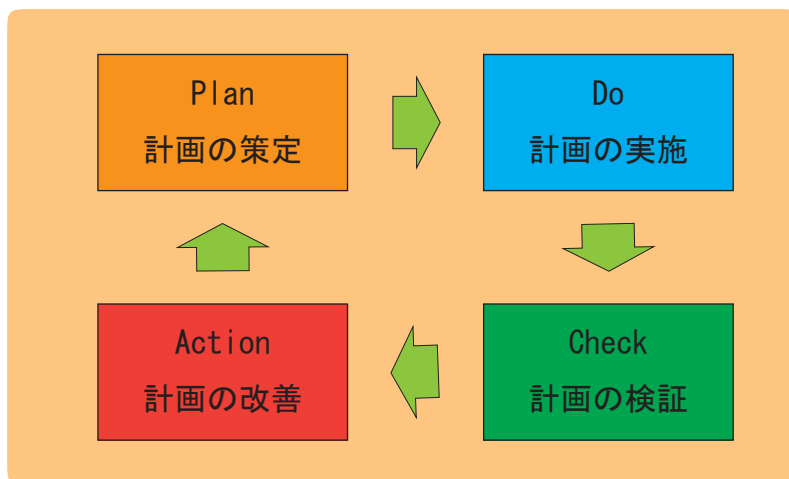 Plan
計画の策定
Do
計画の実施
Check
計画の検証
Action
計画の改善